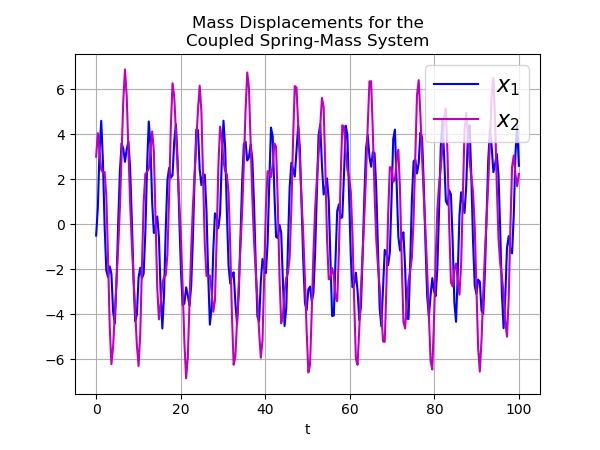 Mass Displacements for the
Coupled Spring-Mass System
x₁
x₂
6
4
2
0
−2
−4
−6
0 20 40 60 80 100
t